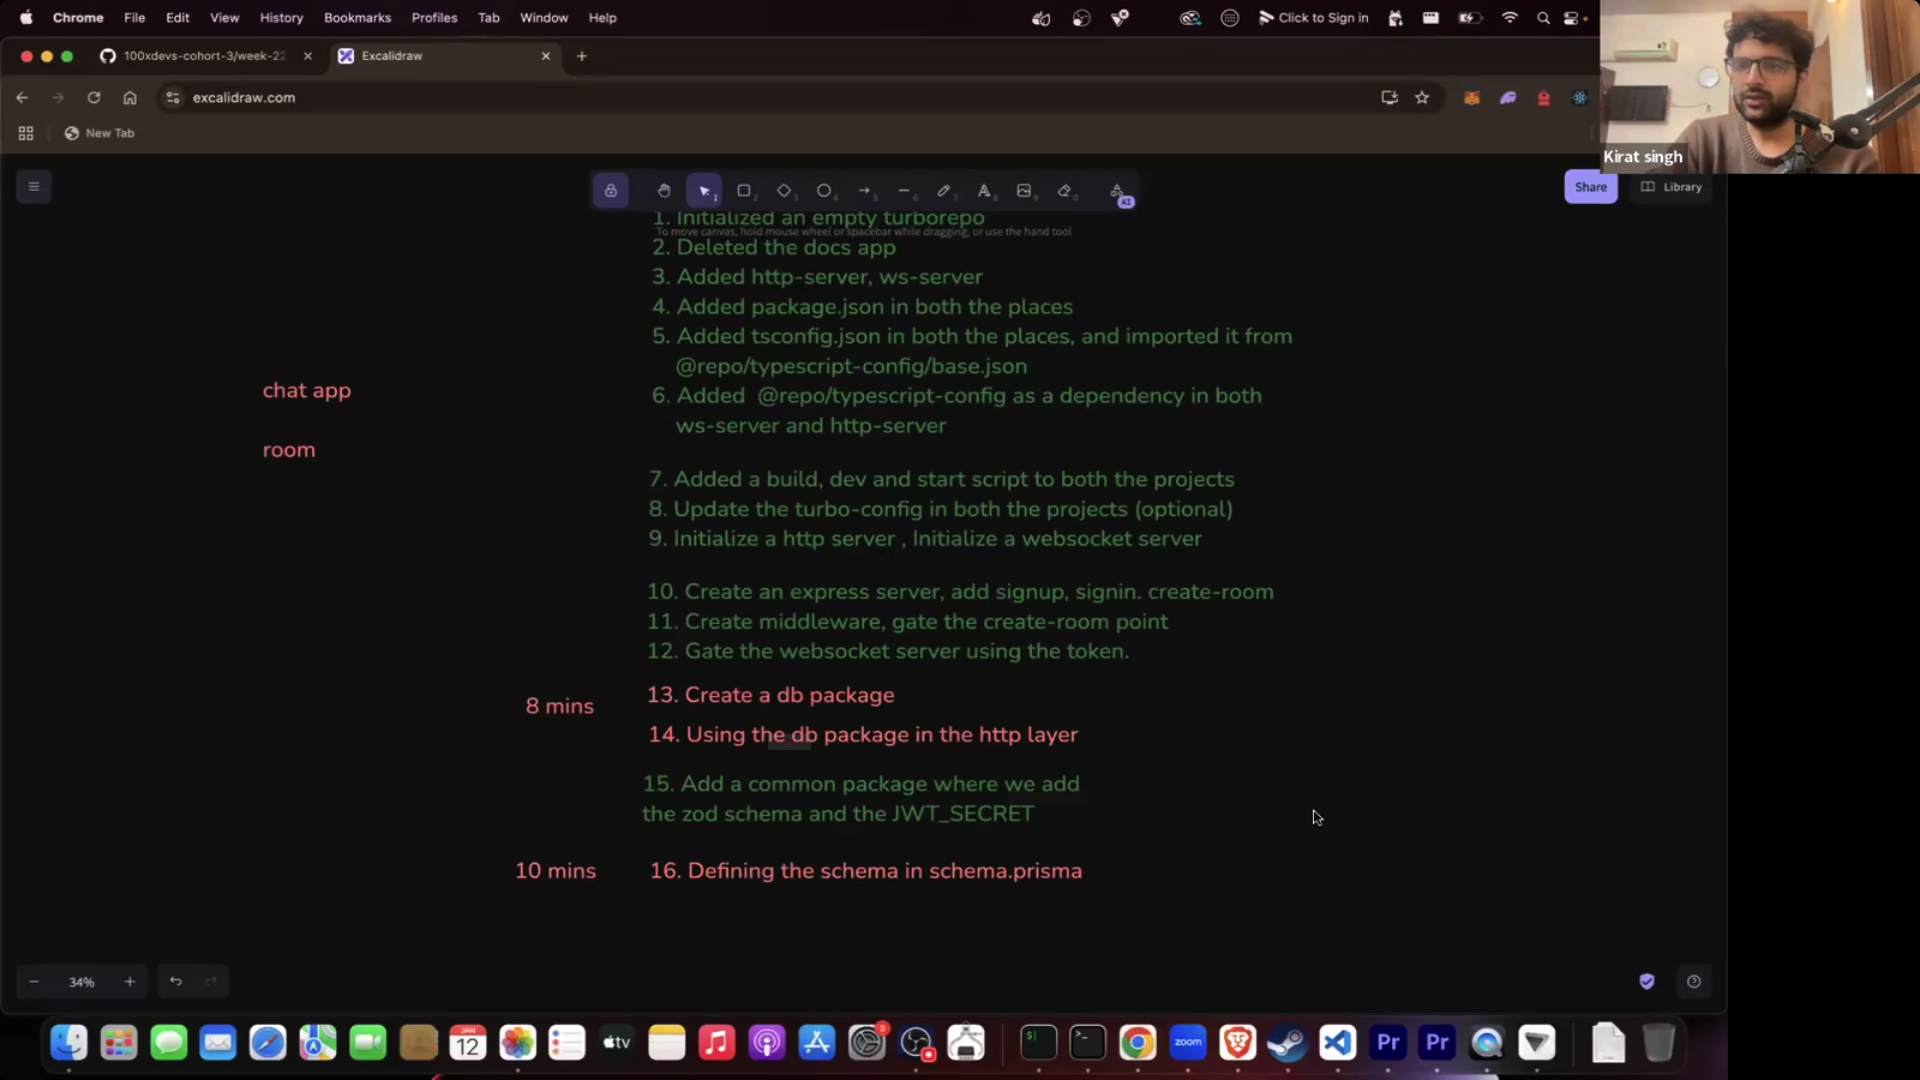 Chrome File Edit View History Bookmarks Profiles Tab Window Help
Click to Sign in
100xdevs-cohort-3/week-22
Excalidraw
excalidraw.com
New Tab
Kirat singh
Share
Library
1. Initialized an empty turborepo
To move canvas, hold mouse wheel or spacebar while dragging, or use the hand tool
2. Deleted the docs app
3. Added http-server, ws-server
4. Added package.json in both the places
5. Added tsconfig.json in both the places, and imported it from
@repo/typescript-config/base.json
6. Added @repo/typescript-config as a dependency in both
ws-server and http-server
chat app
room
7. Added a build, dev and start script to both the projects
8. Update the turbo-config in both the projects (optional)
9. Initialize a http server , Initialize a websocket server
10. Create an express server, add signup, signin. create-room
11. Create middleware, gate the create-room point
12. Gate the websocket server using the token.
8 mins
13. Create a db package
14. Using the db package in the http layer
15. Add a common package where we add
the zod schema and the JWT_SECRET
10 mins
16. Defining the schema in schema.prisma
34%
JAN
12
tv
3
zoom
Pr
Pr